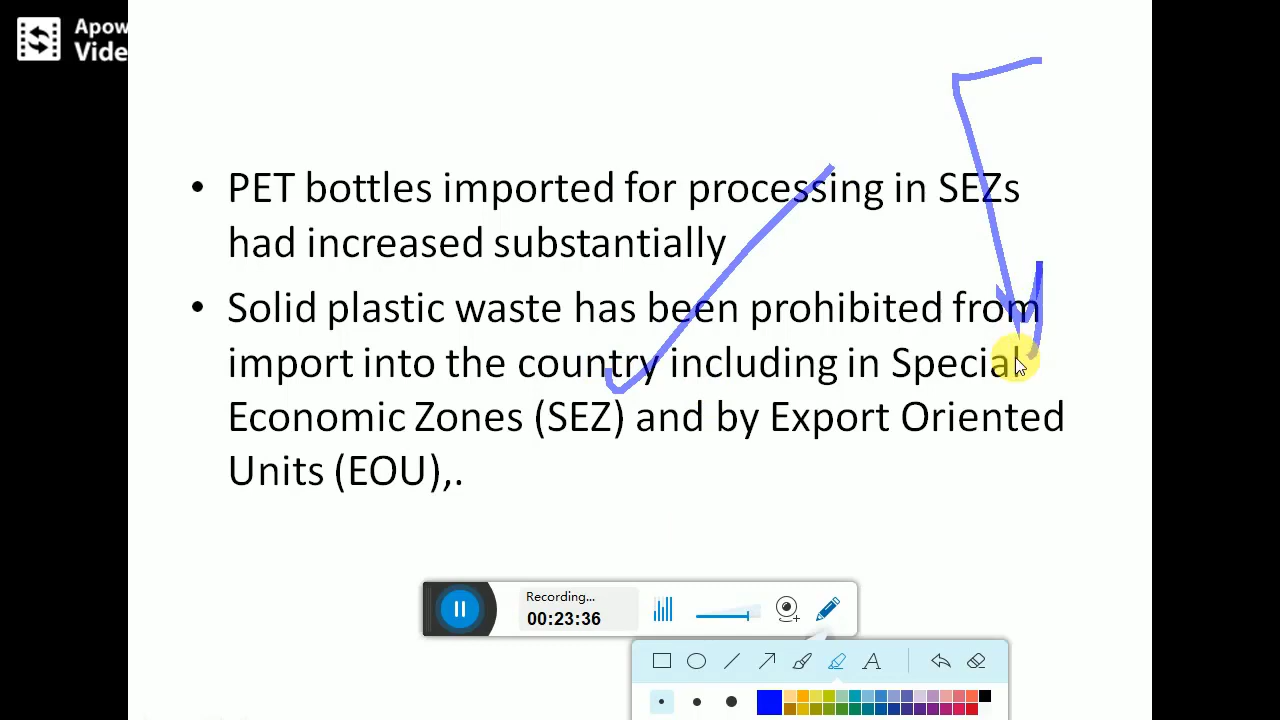 Apow
Vide
• PET bottles imported for processing in SEZs
had increased substantially
• Solid plastic waste has been prohibited from
import into the country including in Special
Economic Zones (SEZ) and by Export Oriented
Units (EOU),.
Recording...
00:23:36
A